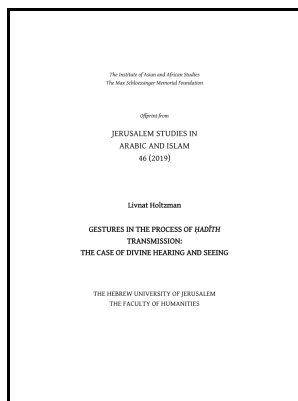 The Institute of Asian and African Studies
The Max Schloessinger Memorial Foundation
Offprint from
JERUSALEM STUDIES IN
ARABIC AND ISLAM
46 (2019)
Livnat Holtzman
GESTURES IN THE PROCESS OF ḤADĪTH
TRANSMISSION:
THE CASE OF DIVINE HEARING AND SEEING
THE HEBREW UNIVERSITY OF JERUSALEM
THE FACULTY OF HUMANITIES